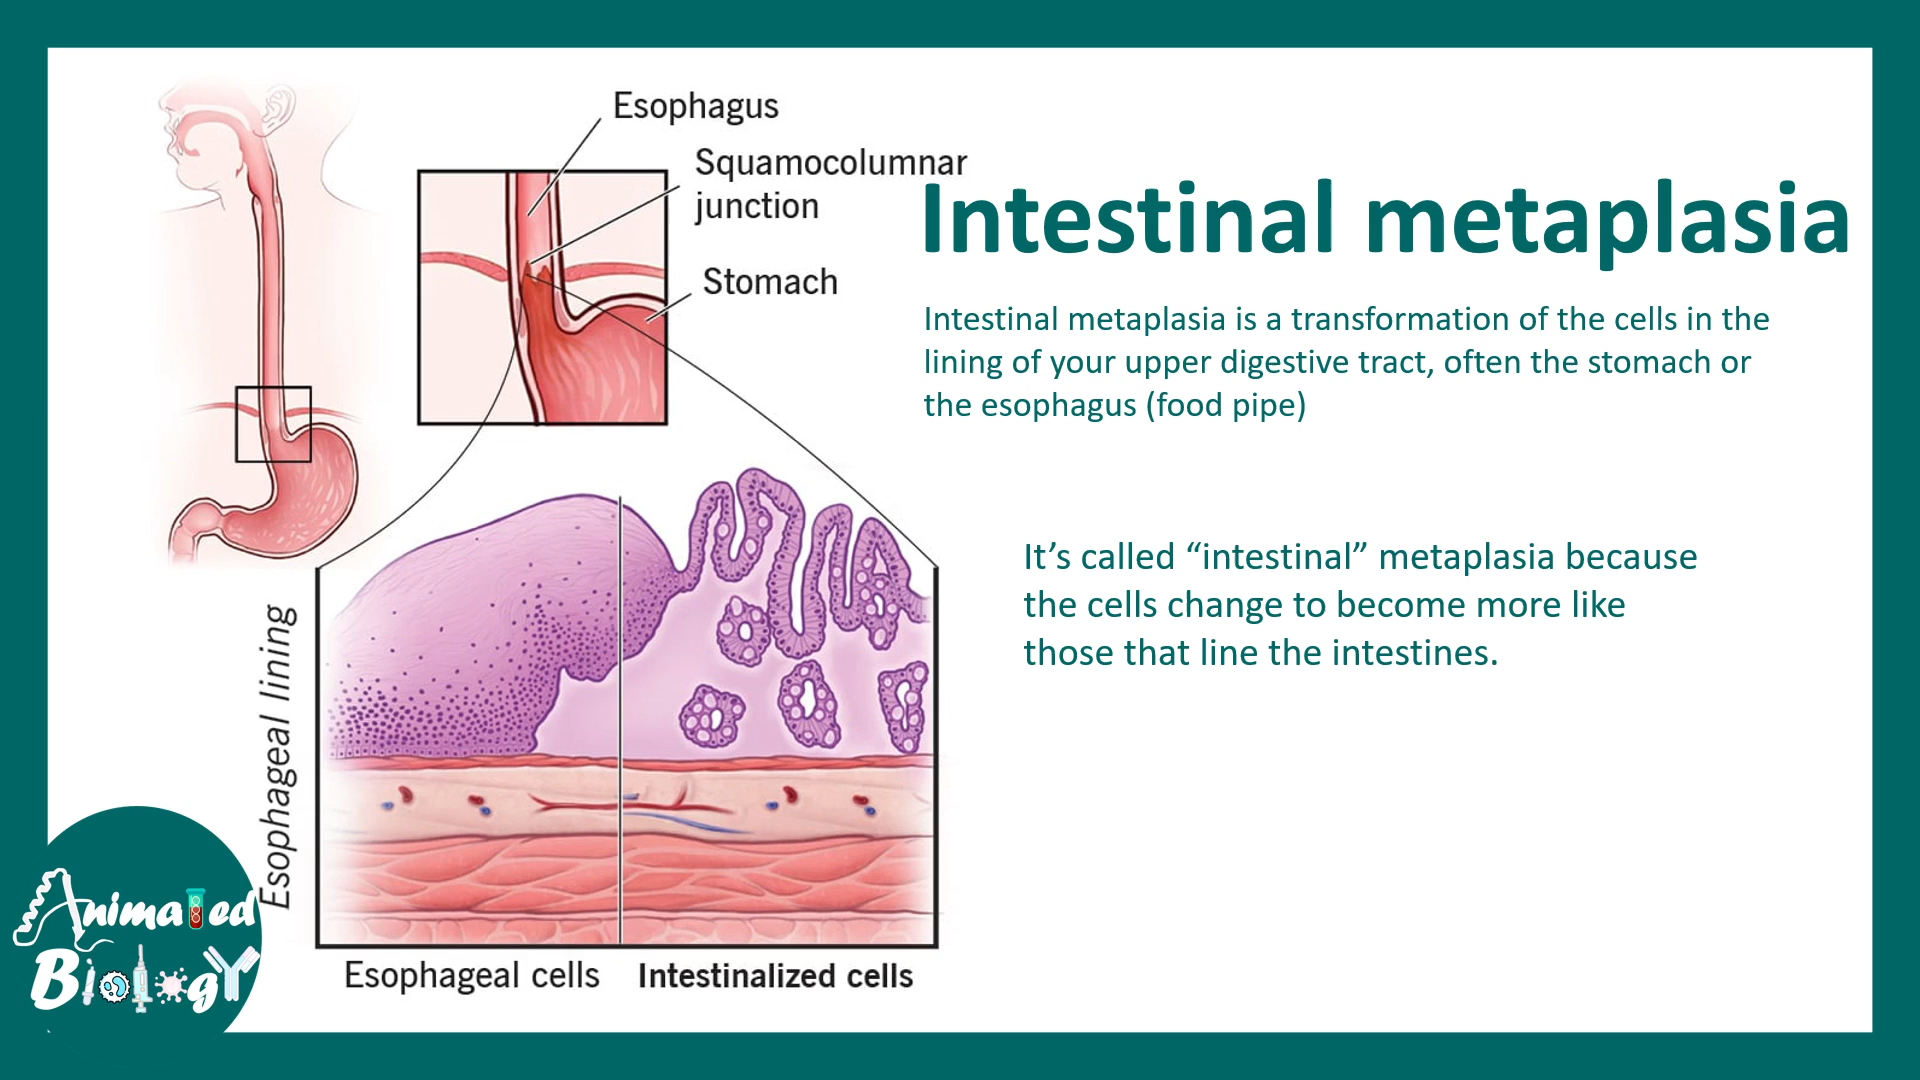 Esophagus
Squamocolumnar
junction
Stomach
Intestinal metaplasia
Intestinal metaplasia is a transformation of the cells in the
lining of your upper digestive tract, often the stomach or
the esophagus (food pipe)
It’s called “intestinal” metaplasia because
the cells change to become more like
those that line the intestines.
Esophageal lining
Esophageal cells
Intestinalized cells
Animated
Biology